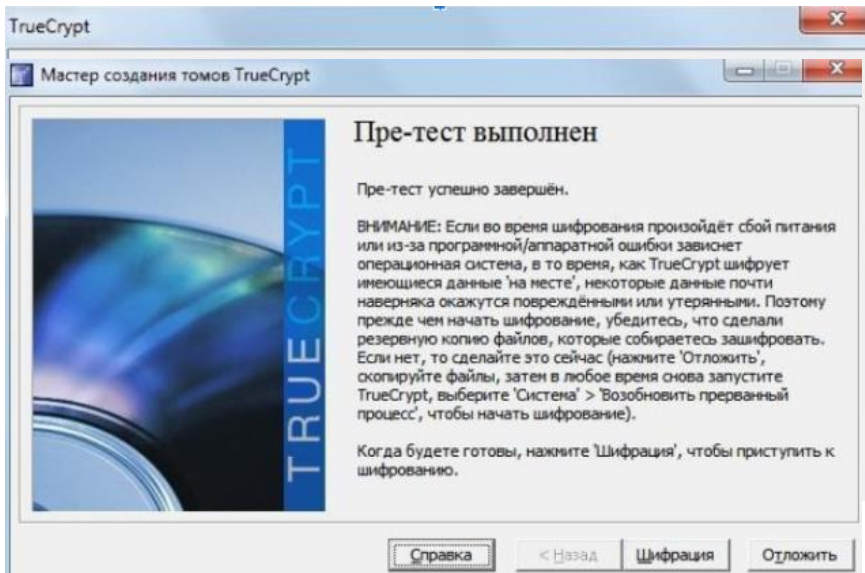 TrueCrypt
Мастер создания томов TrueCrypt
TRUECRYPT
Пре-тест выполнен
Пре-тест успешно завершён.
ВНИМАНИЕ: Если во время шифрования произойдёт сбой питания
или из-за программной/аппаратной ошибки зависнет
операционная система, в то время, как TrueCrypt шифрует
имеющиеся данные 'на месте', некоторые данные почти
наверняка окажутся повреждёнными или утерянными. Поэтому
прежде чем начать шифрование, убедитесь, что сделали
резервную копию файлов, которые собираетесь зашифровать.
Если нет, то сделайте это сейчас (нажмите 'Отложить',
скопируйте файлы, затем в любое время снова запустите
TrueCrypt, выберите 'Система' > 'Возобновить прерванный
процесс', чтобы начать шифрование).
Когда будете готовы, нажмите 'Шифрация', чтобы приступить к
шифрованию.
Справка
< Назад
Шифрация
Отложить